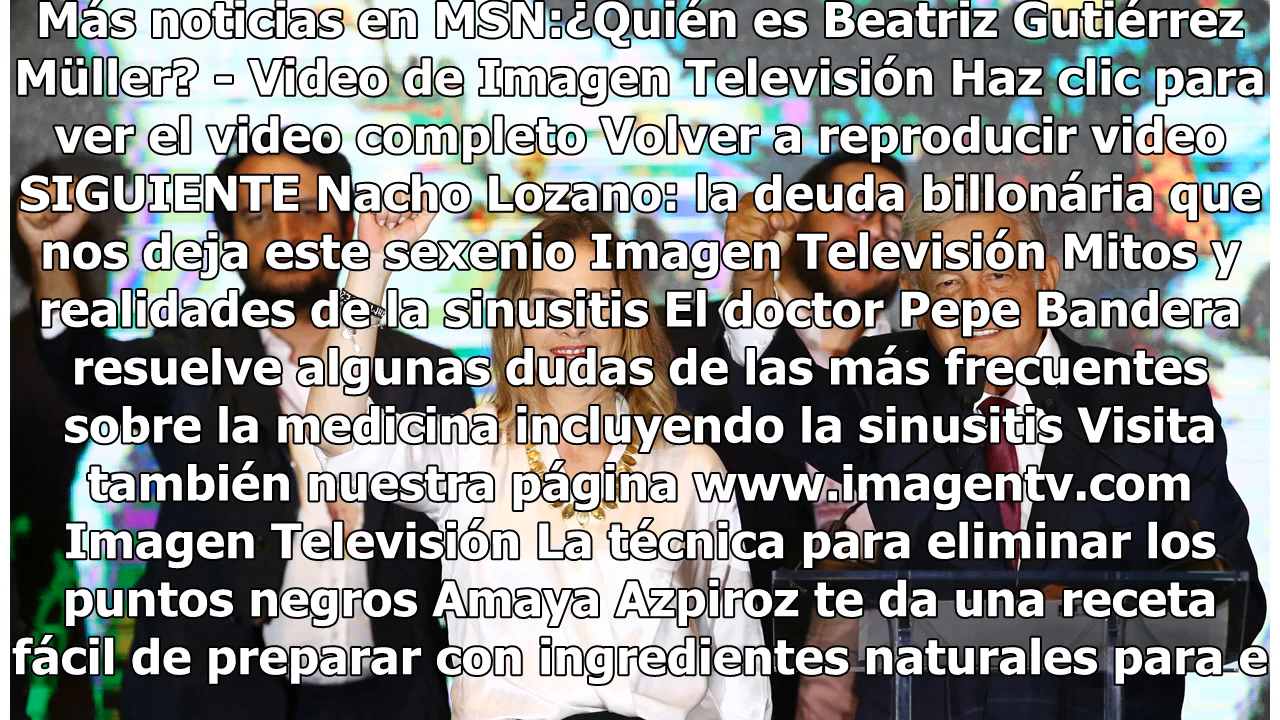 Más noticias en MSN:¿Quién es Beatriz Gutiérrez
Müller? - Video de Imagen Televisión Haz clic para
ver el video completo Volver a reproducir video
SIGUIENTE Nacho Lozano: la deuda billonária que
nos deja este sexenio Imagen Televisión Mitos y
realidades de la sinusitis El doctor Pepe Bandera
resuelve algunas dudas de las más frecuentes
sobre la medicina incluyendo la sinusitis Visita
también nuestra página www.imagentv.com
Imagen Televisión La técnica para eliminar los
puntos negros Amaya Azpiroz te da una receta
fácil de preparar con ingredientes naturales para e